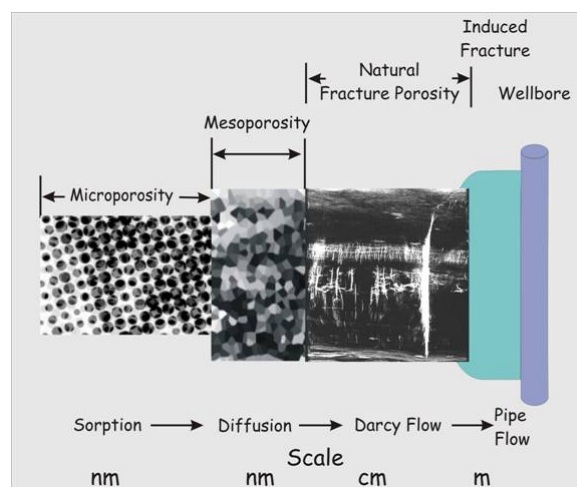 Induced
Fracture
Natural
Fracture Porosity
Wellbore
Mesoporosity
Microporosity
Sorption
Diffusion
Darcy Flow
Pipe
Flow
Scale
nm
nm
cm
m